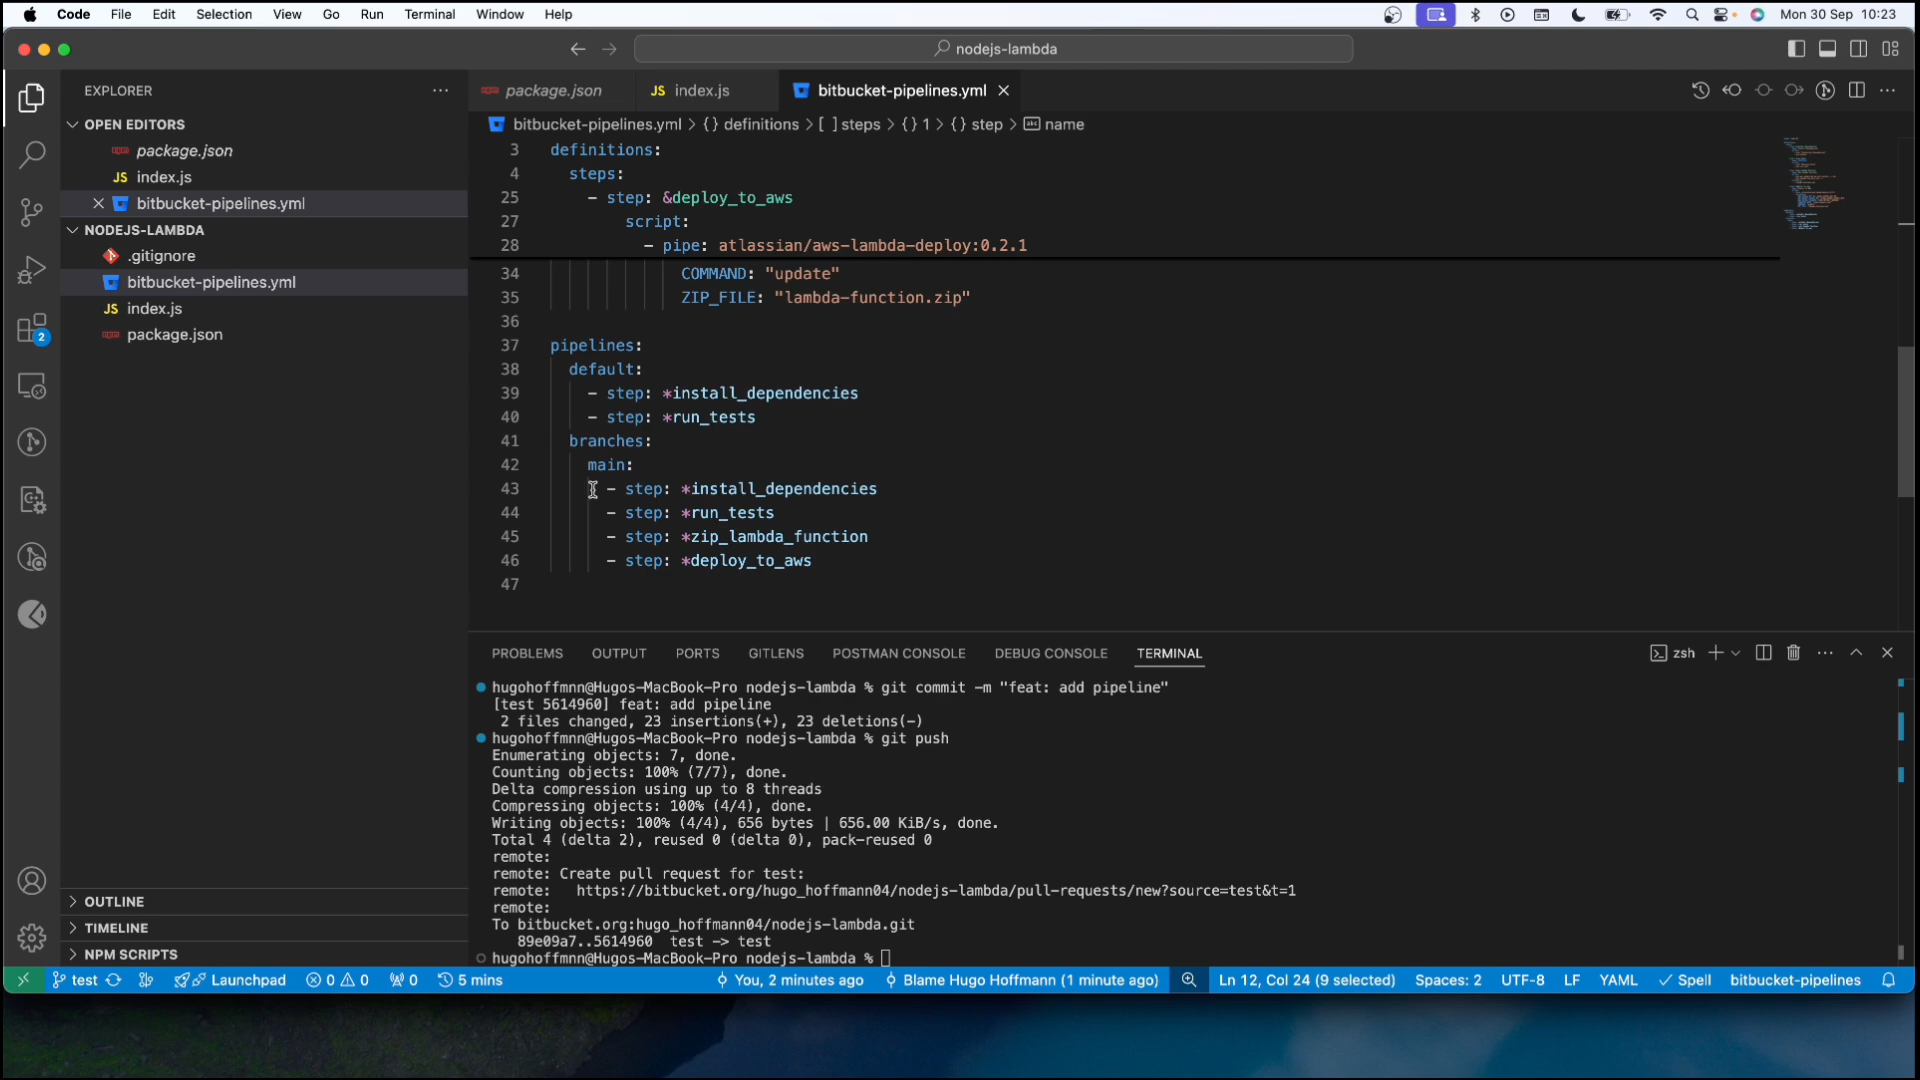 Code File Edit Selection View Go Run Terminal Window Help
Mon 30 Sep 10:23
nodejs-lambda
EXPLORER
OPEN EDITORS
package.json
JS index.js
bitbucket-pipelines.yml
NODEJS-LAMBDA
.gitignore
bitbucket-pipelines.yml
JS index.js
package.json
2
OUTLINE
TIMELINE
NPM SCRIPTS
package.json JS index.js bitbucket-pipelines.yml
bitbucket-pipelines.yml > {} definitions > [ ] steps > {} 1 > {} step > abc name
3 definitions:
4 steps:
25 - step: &deploy_to_aws
27 script:
28 - pipe: atlassian/aws-lambda-deploy:0.2.1
34 COMMAND: "update"
35 ZIP_FILE: "lambda-function.zip"
36
37 pipelines:
38 default:
39 - step: *install_dependencies
40 - step: *run_tests
41 branches:
42 main:
43 - step: *install_dependencies
44 - step: *run_tests
45 - step: *zip_lambda_function
46 - step: *deploy_to_aws
47
PROBLEMS OUTPUT PORTS GITLENS POSTMAN CONSOLE DEBUG CONSOLE TERMINAL
zsh
hugohoffmnn@Hugos-MacBook-Pro nodejs-lambda % git commit -m "feat: add pipeline"
[test 5614960] feat: add pipeline
2 files changed, 23 insertions(+), 23 deletions(-)
hugohoffmnn@Hugos-MacBook-Pro nodejs-lambda % git push
Enumerating objects: 7, done.
Counting objects: 100% (7/7), done.
Delta compression using up to 8 threads
Compressing objects: 100% (4/4), done.
Writing objects: 100% (4/4), 656 bytes | 656.00 KiB/s, done.
Total 4 (delta 2), reused 0 (delta 0), pack-reused 0
remote:
remote: Create pull request for test:
remote: https://bitbucket.org/hugo_hoffmann04/nodejs-lambda/pull-requests/new?source=test&t=1
remote:
To bitbucket.org:hugo_hoffmann04/nodejs-lambda.git
89e09a7..5614960 test -> test
hugohoffmnn@Hugos-MacBook-Pro nodejs-lambda %
test Launchpad 0 0 0 5 mins You, 2 minutes ago Blame Hugo Hoffmann (1 minute ago) Ln 12, Col 24 (9 selected) Spaces: 2 UTF-8 LF YAML Spell bitbucket-pipelines